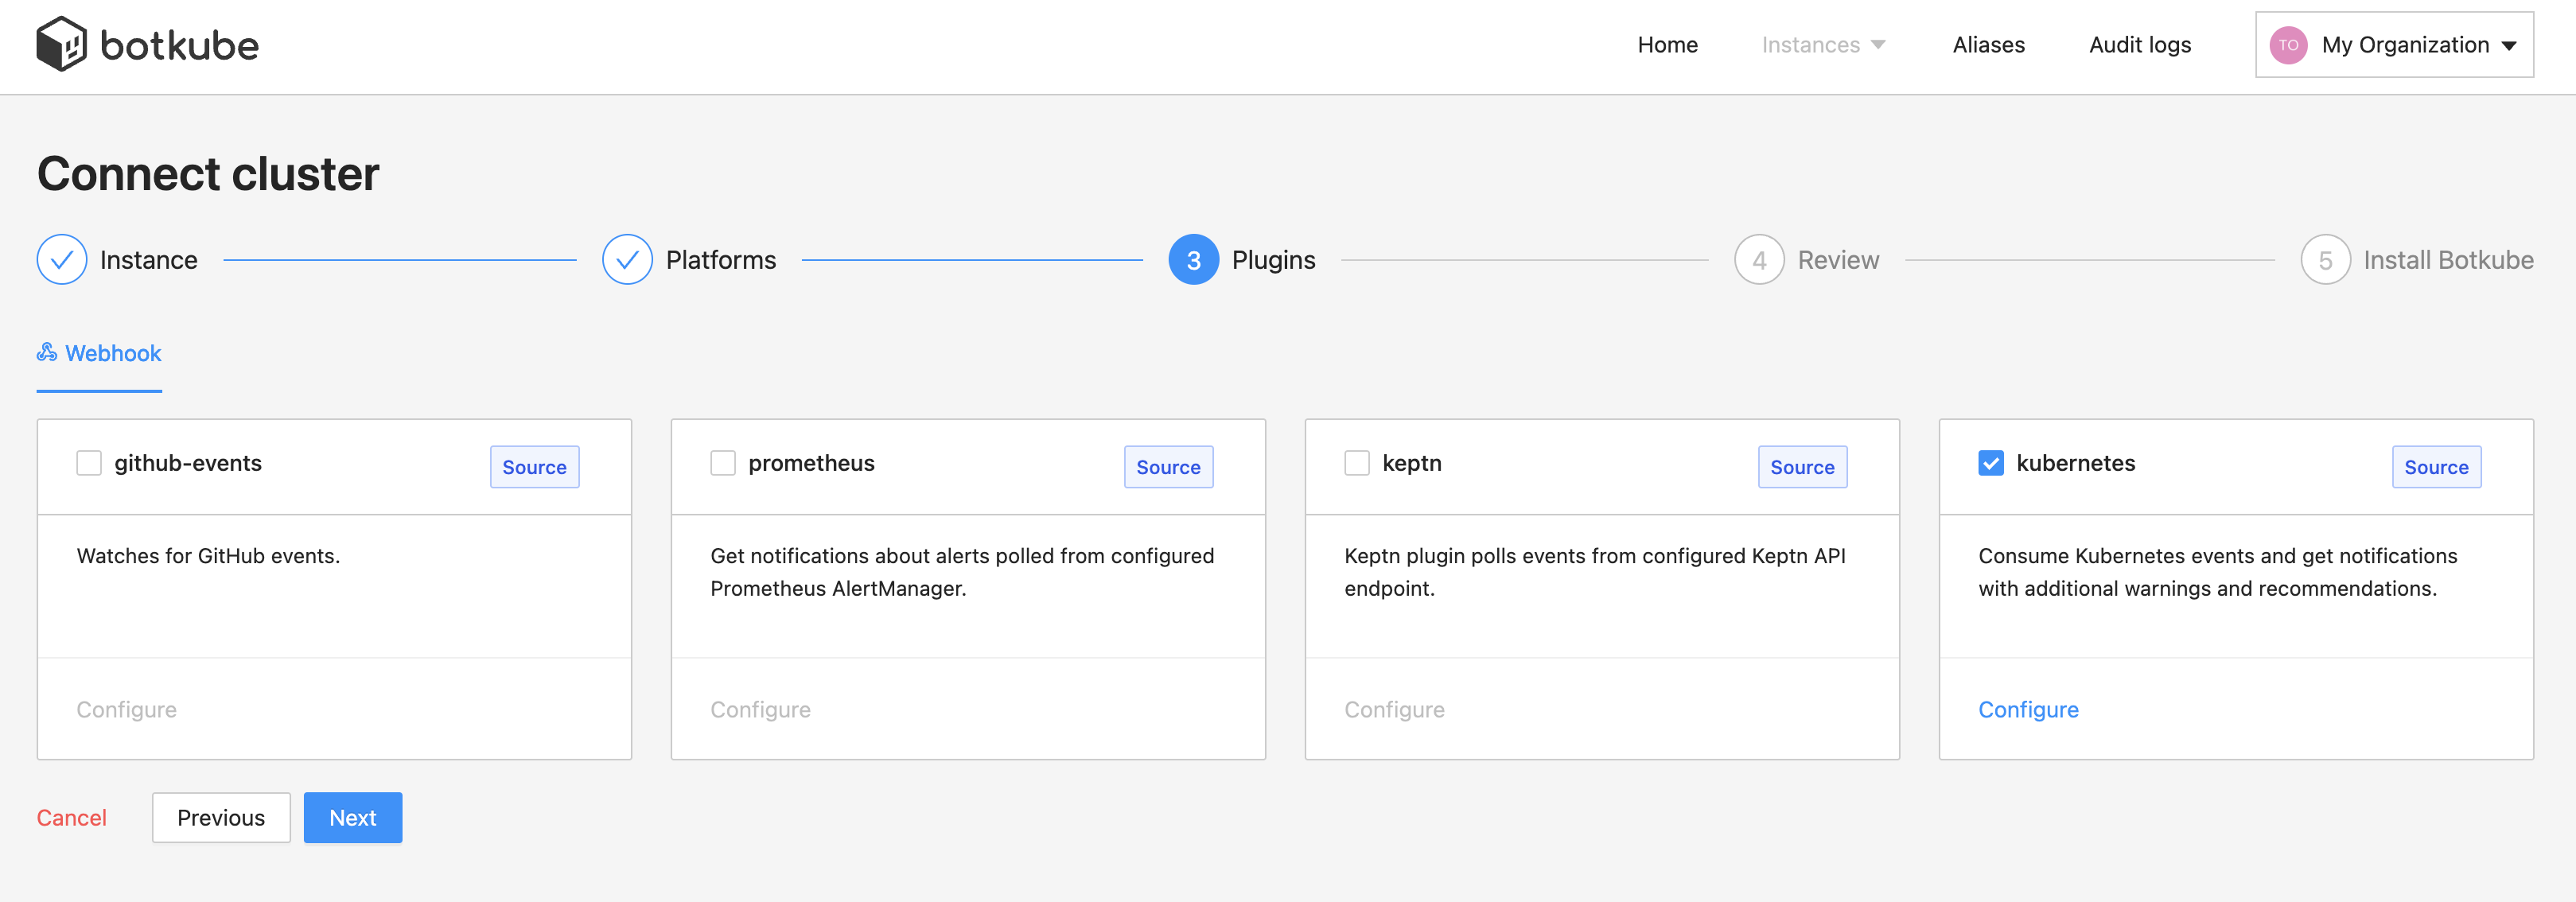 botkube
Home Instances Aliases Audit logs TO My Organization
Connect cluster
Instance Platforms 3 Plugins 4 Review 5 Install Botkube
Webhook
github-events Source
Watches for GitHub events.
Configure
prometheus Source
Get notifications about alerts polled from configured
Prometheus AlertManager.
Configure
keptn Source
Keptn plugin polls events from configured Keptn API
endpoint.
Configure
kubernetes Source
Consume Kubernetes events and get notifications
with additional warnings and recommendations.
Configure
Cancel Previous Next